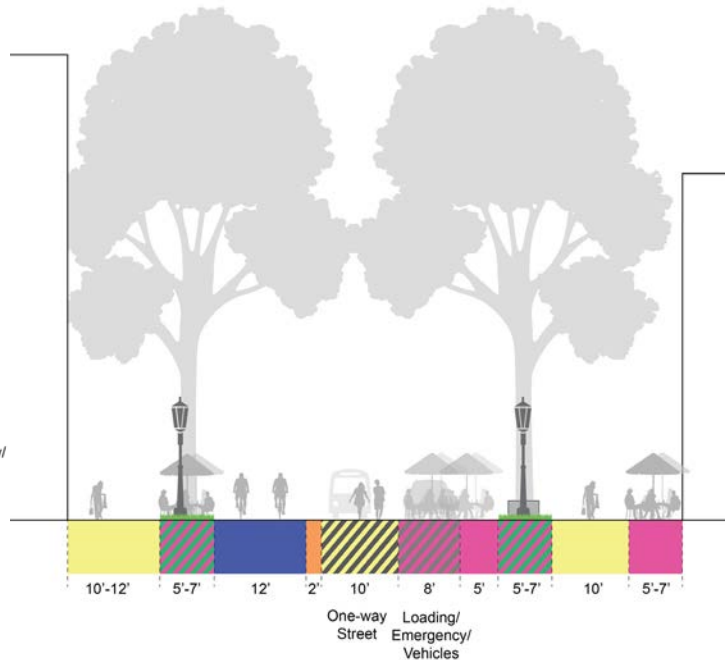 10'-12' 5'-7' 12' 2' 10' 8' 5' 5'-7' 10' 5'-7'
One-way Loading/
Street Emergency/
Vehicles